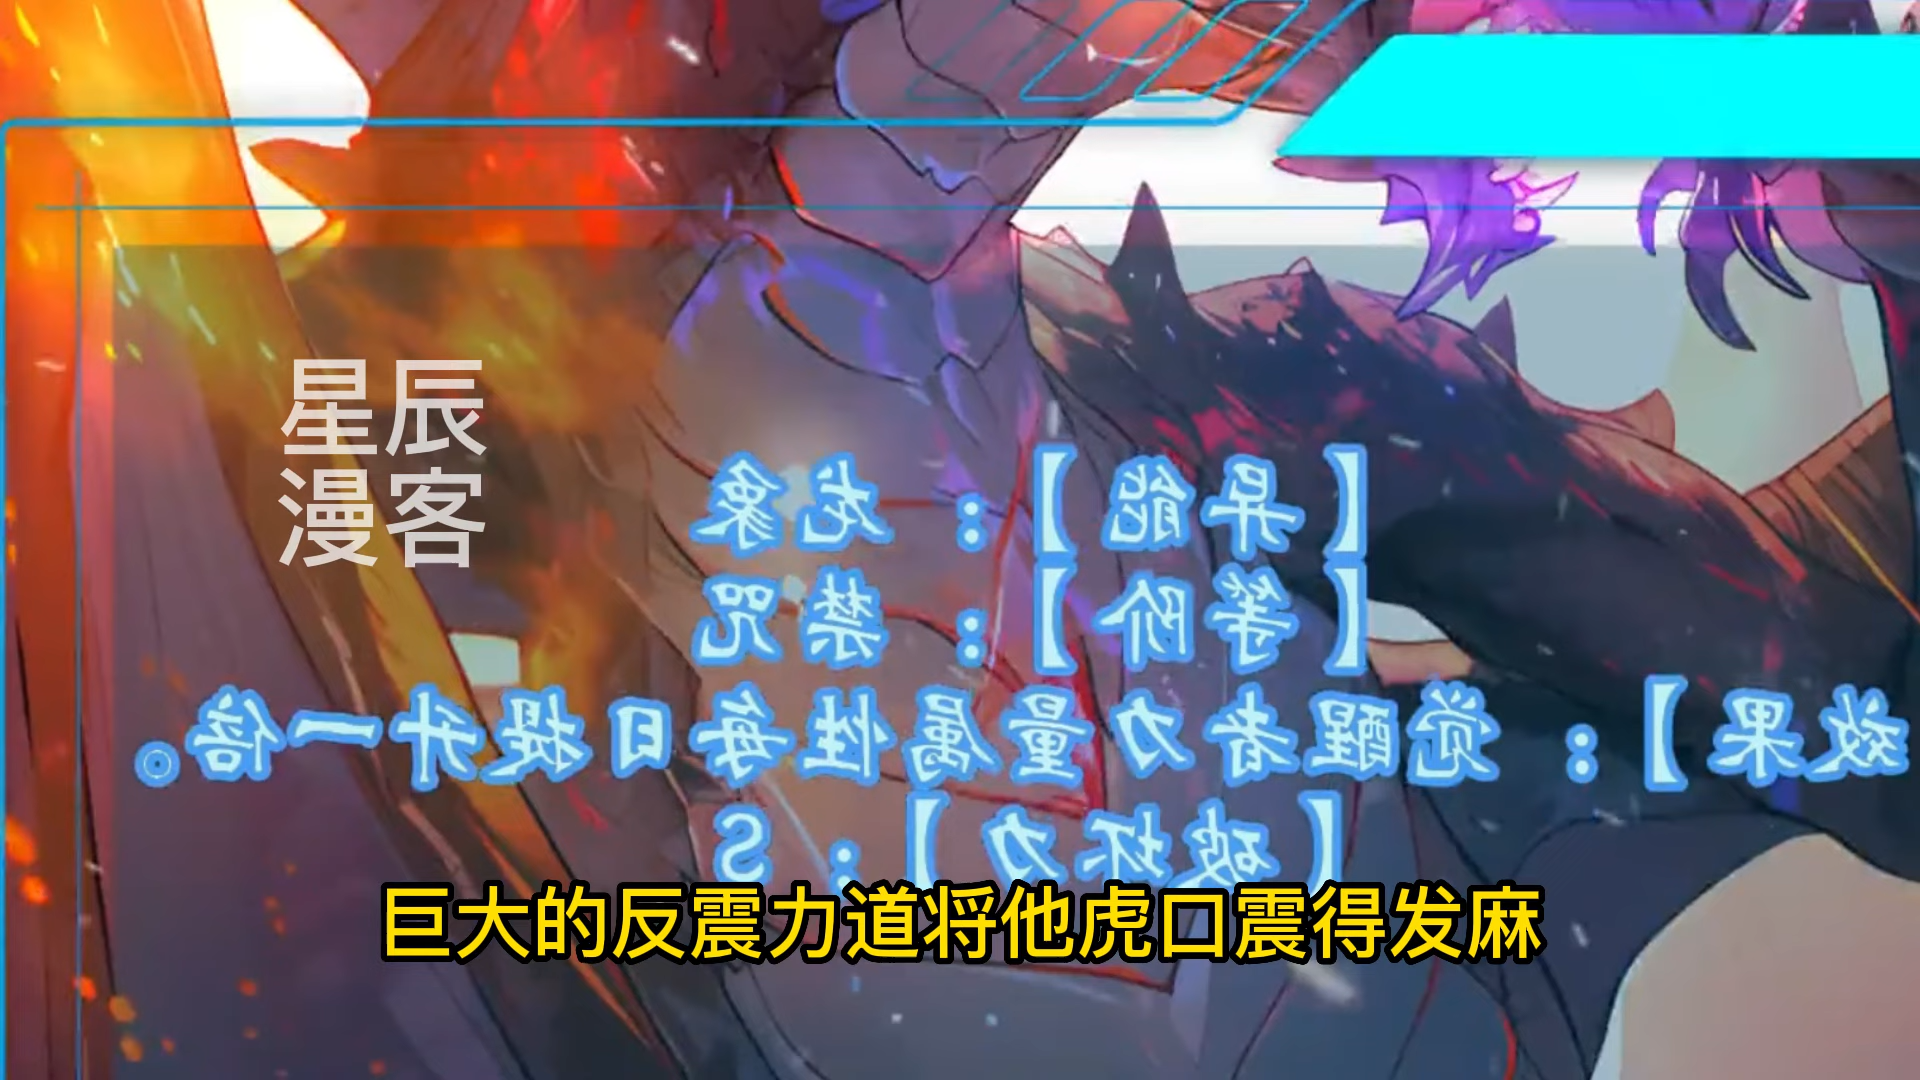 星辰
漫客
【异能】：龙象
【等阶】：禁咒
效果】：觉醒者力量属性每日提升一倍。
【破坏力】：S
巨大的反震力道将他虎口震得发麻